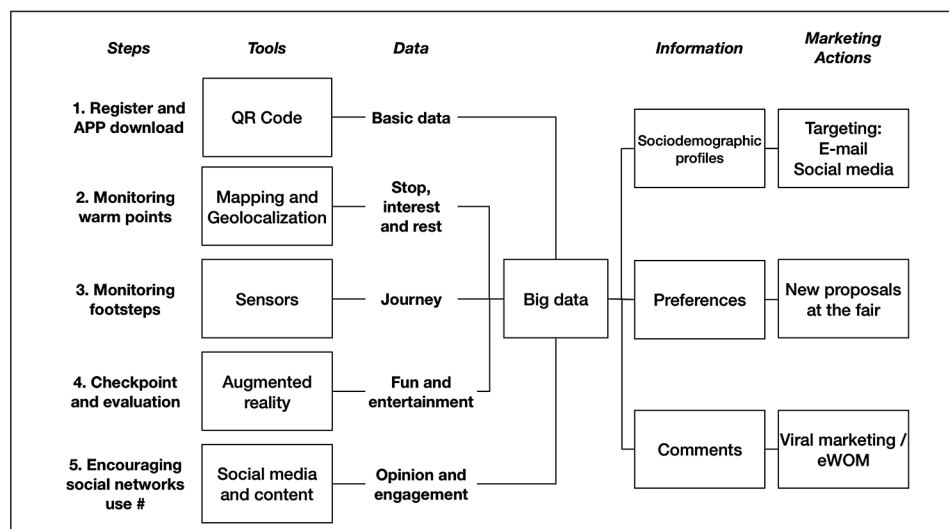 Steps
Tools
Data
Information
Marketing
Actions
1. Register and
APP download
QR Code
Basic data
Sociodemographic
profiles
Targeting:
E-mail
Social media
2. Monitoring
warm points
Mapping and
Geolocalization
Stop,
interest
and rest
3. Monitoring
footsteps
Sensors
Journey
Big data
Preferences
New proposals
at the fair
4. Checkpoint
and evaluation
Augmented
reality
Fun and
entertainment
Comments
Viral marketing /
eWOM
5. Encouraging
social networks
use #
Social media
and content
Opinion and
engagement